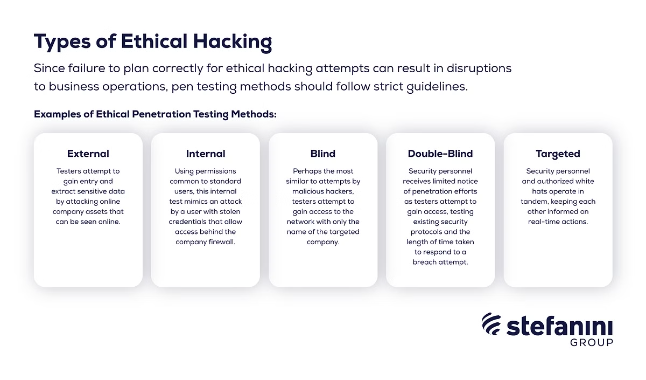 Types of Ethical Hacking
Since failure to plan correctly for ethical hacking attempts can result in disruptions
to business operations, pen testing methods should follow strict guidelines.
Examples of Ethical Penetration Testing Methods:
External
Testers attempt to
gain entry and
extract sensitive data
by attacking online
company assets that
can be seen online.
Internal
Using permissions
common to standard
users, this internal
test mimics an attack
by a user with stolen
credentials that allow
access behind the
company firewall.
Blind
Perhaps the most
similar to attempts by
malicious hackers,
testers attempt to
gain access to the
network with only the
name of the targeted
company.
Double-Blind
Security personnel
receives limited notice
of penetration efforts
as testers attempt to
gain access, testing
existing security
protocols and the
length of time taken
to respond to a
breach attempt.
Targeted
Security personnel
and authorized white
hats operate in
tandem, keeping each
other informed on
real-time actions.
stefanini
GROUP